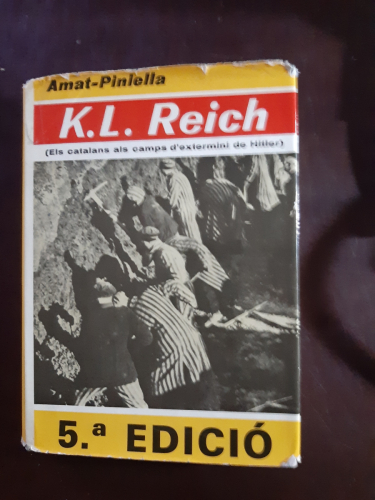 Amat-Piniella
K.L. Reich
(Els catalans als camps d'extermini de Hitler)
5.ª EDICIÓ